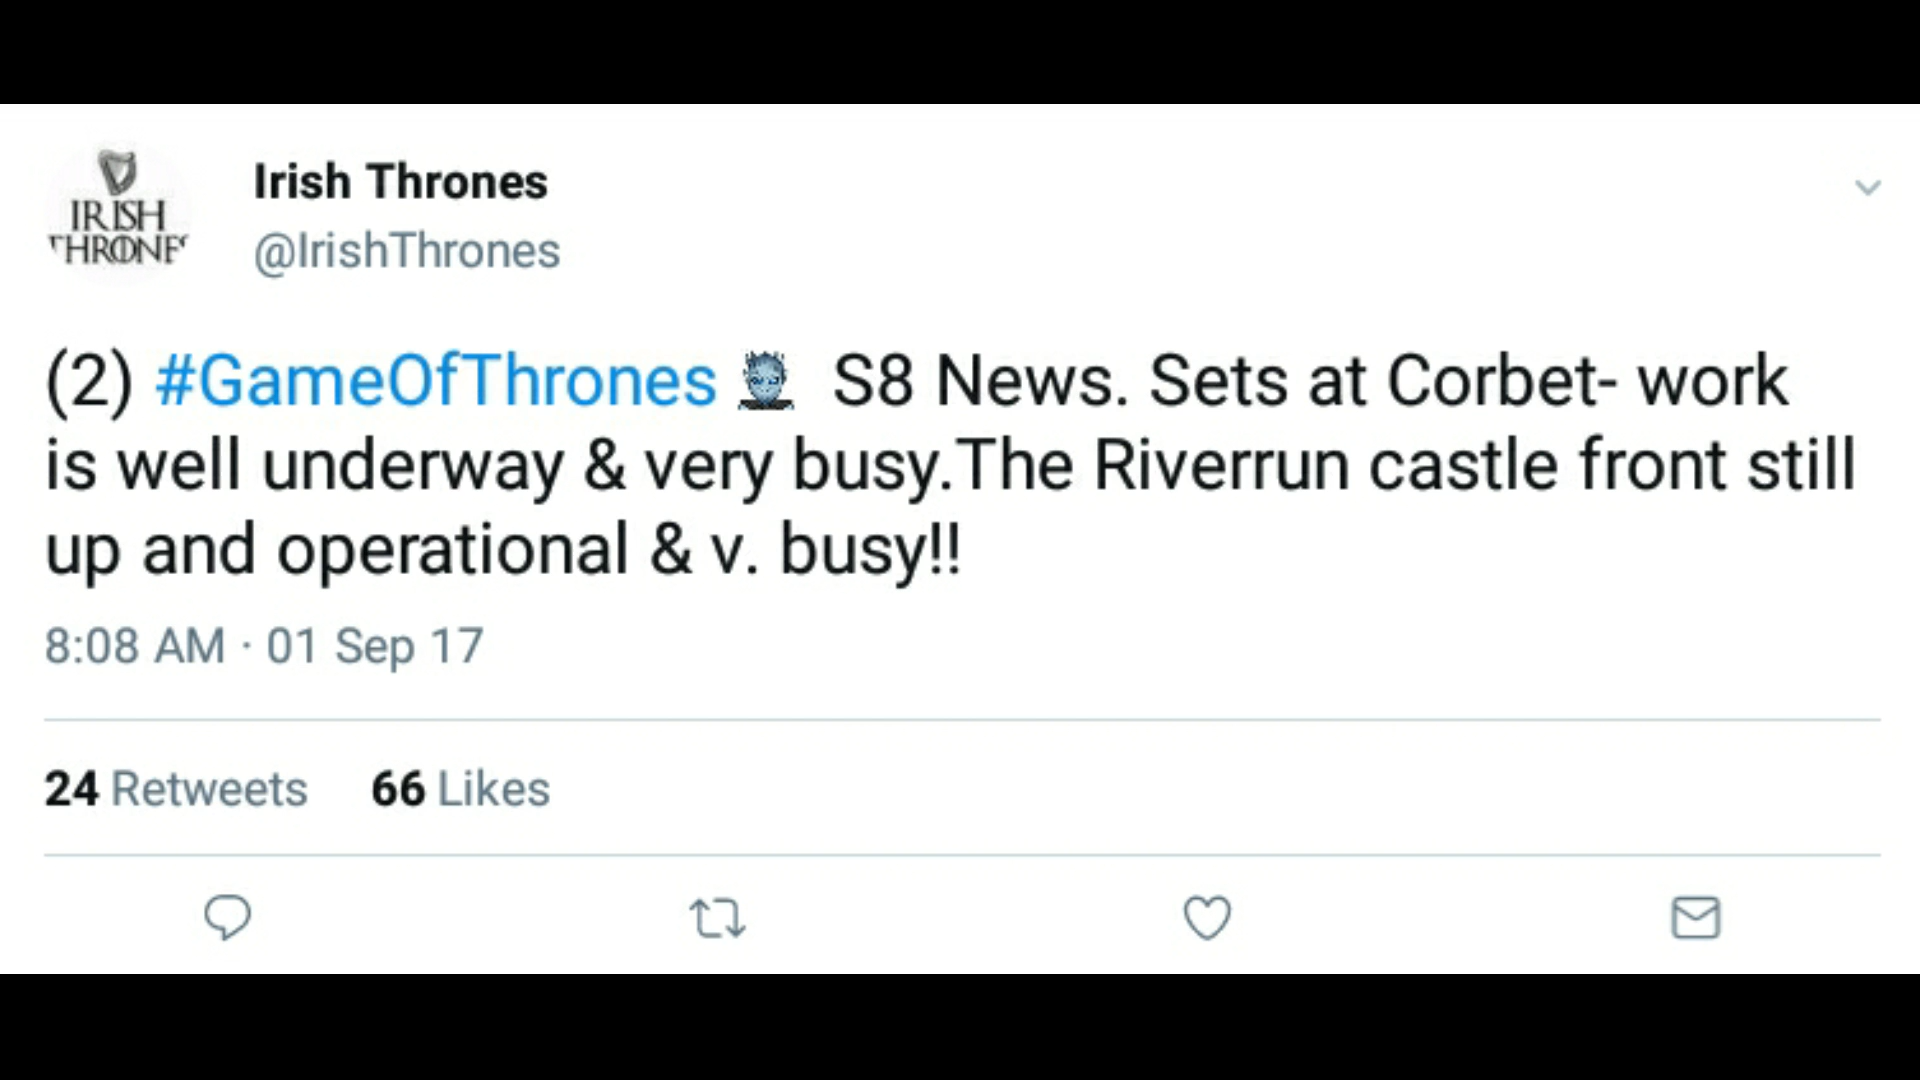 IRISH
THRONES
Irish Thrones
@IrishThrones
(2) #GameOfThrones S8 News. Sets at Corbet- work
is well underway & very busy.The Riverrun castle front still
up and operational & v. busy!!
8:08 AM · 01 Sep 17
24 Retweets 66 Likes